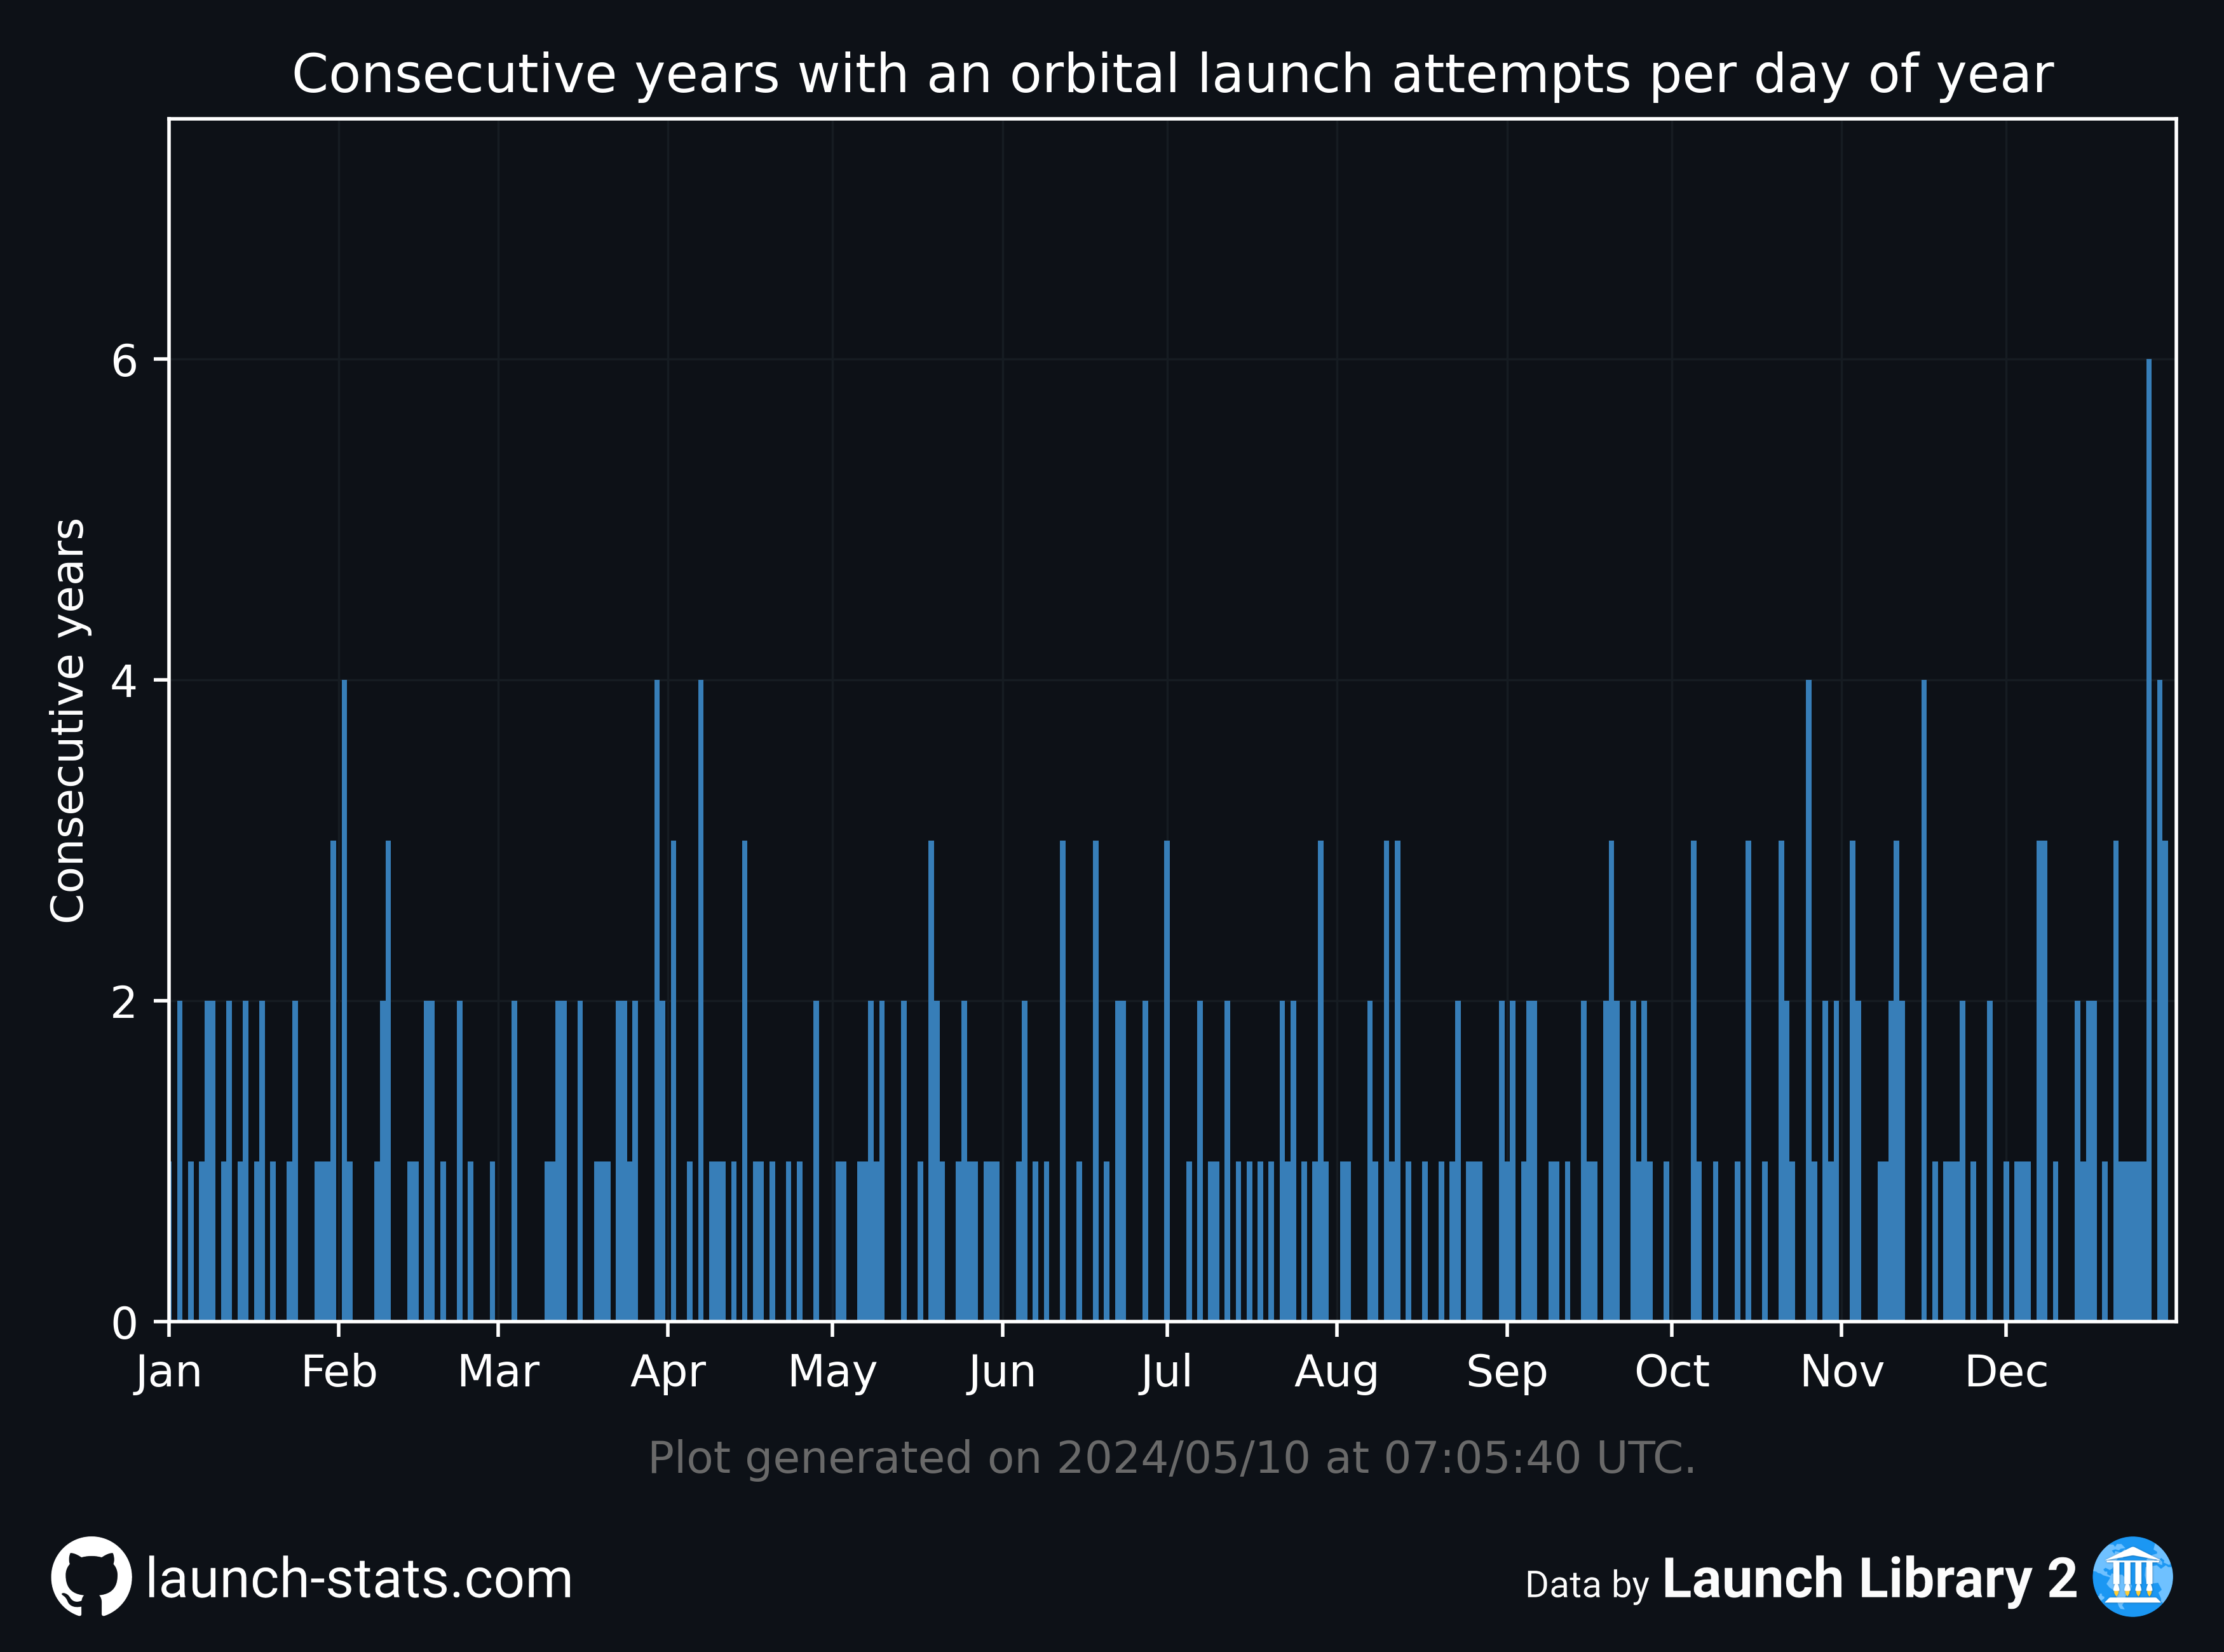 Consecutive years with an orbital launch attempts per day of year
Consecutive years
6
4
2
0
Jan Feb Mar Apr May Jun Jul Aug Sep Oct Nov Dec
Plot generated on 2024/05/10 at 07:05:40 UTC.
launch-stats.com
Data by Launch Library 2